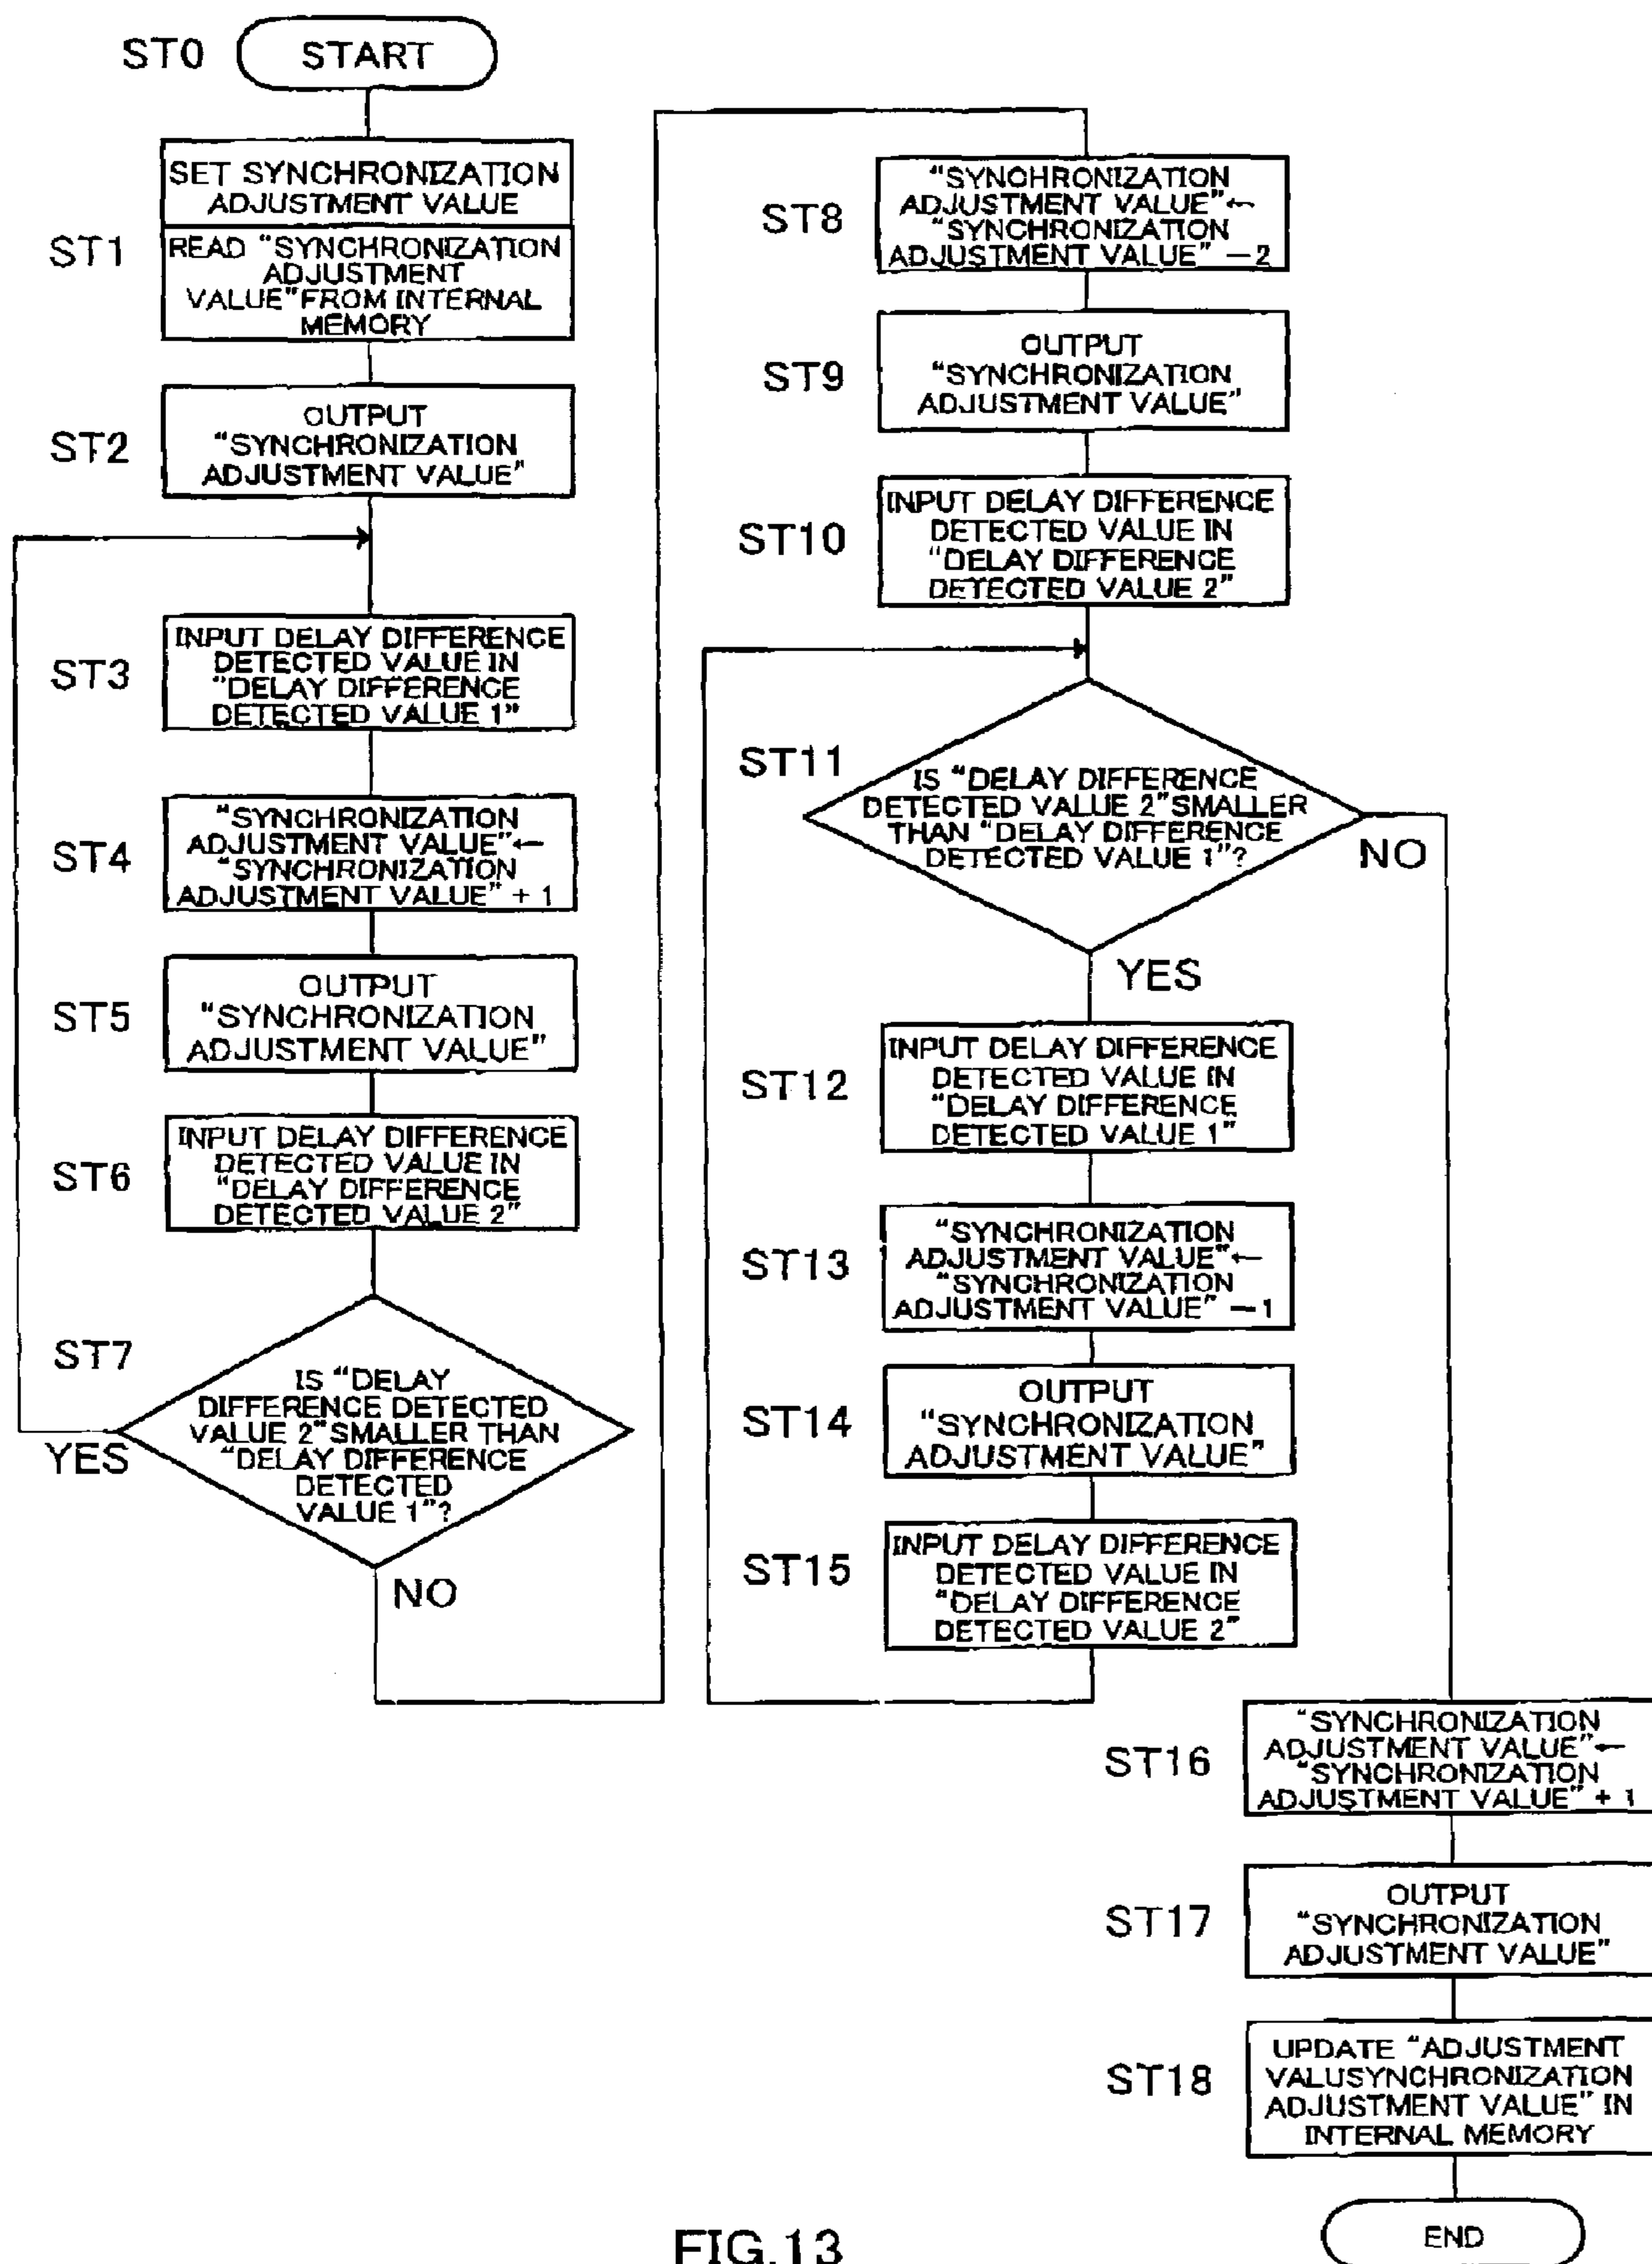 ST0
START
SET SYNCHRONIZATION
ADJUSTMENT VALUE
ST1
READ "SYNCHRONIZATION
ADJUSTMENT
VALUE"FROM INTERNAL
MEMORY
ST2
OUTPUT
"SYNCHRONIZATION
ADJUSTMENT VALUE"
ST3
INPUT DELAY DIFFERENCE
DETECTED VALUE IN
"DELAY DIFFERENCE
DETECTED VALUE 1"
ST4
"SYNCHRONIZATION
ADJUSTMENT VALUE"←
"SYNCHRONIZATION
ADJUSTMENT VALUE" + 1
ST5
OUTPUT
"SYNCHRONIZATION
ADJUSTMENT VALUE"
ST6
INPUT DELAY DIFFERENCE
DETECTED VALUE IN
"DELAY DIFFERENCE
DETECTED VALUE 2"
ST7
IS "DELAY
DIFFERENCE DETECTED
VALUE 2"SMALLER THAN
"DELAY DIFFERENCE
DETECTED
VALUE 1"?
YES
NO
ST8
"SYNCHRONIZATION
ADJUSTMENT VALUE"←
"SYNCHRONIZATION
ADJUSTMENT VALUE" −2
ST9
OUTPUT
"SYNCHRONIZATION
ADJUSTMENT VALUE"
ST10
INPUT DELAY DIFFERENCE
DETECTED VALUE IN
"DELAY DIFFERENCE
DETECTED VALUE 2"
ST11
IS "DELAY DIFFERENCE
DETECTED VALUE 2"SMALLER
THAN "DELAY DIFFERENCE
DETECTED VALUE 1"?
NO
YES
ST12
INPUT DELAY DIFFERENCE
DETECTED VALUE IN
"DELAY DIFFERENCE
DETECTED VALUE 1"
ST13
"SYNCHRONIZATION
ADJUSTMENT VALUE"←
"SYNCHRONIZATION
ADJUSTMENT VALUE" −1
ST14
OUTPUT
"SYNCHRONIZATION
ADJUSTMENT VALUE"
ST15
INPUT DELAY DIFFERENCE
DETECTED VALUE IN
"DELAY DIFFERENCE
DETECTED VALUE 2"
ST16
"SYNCHRONIZATION
ADJUSTMENT VALUE"←
"SYNCHRONIZATION
ADJUSTMENT VALUE" + 1
ST17
OUTPUT
"SYNCHRONIZATION
ADJUSTMENT VALUE"
ST18
UPDATE "ADJUSTMENT
VALUSYNCHRONIZATION
ADJUSTMENT VALUE" IN
INTERNAL MEMORY
END
FIG.13